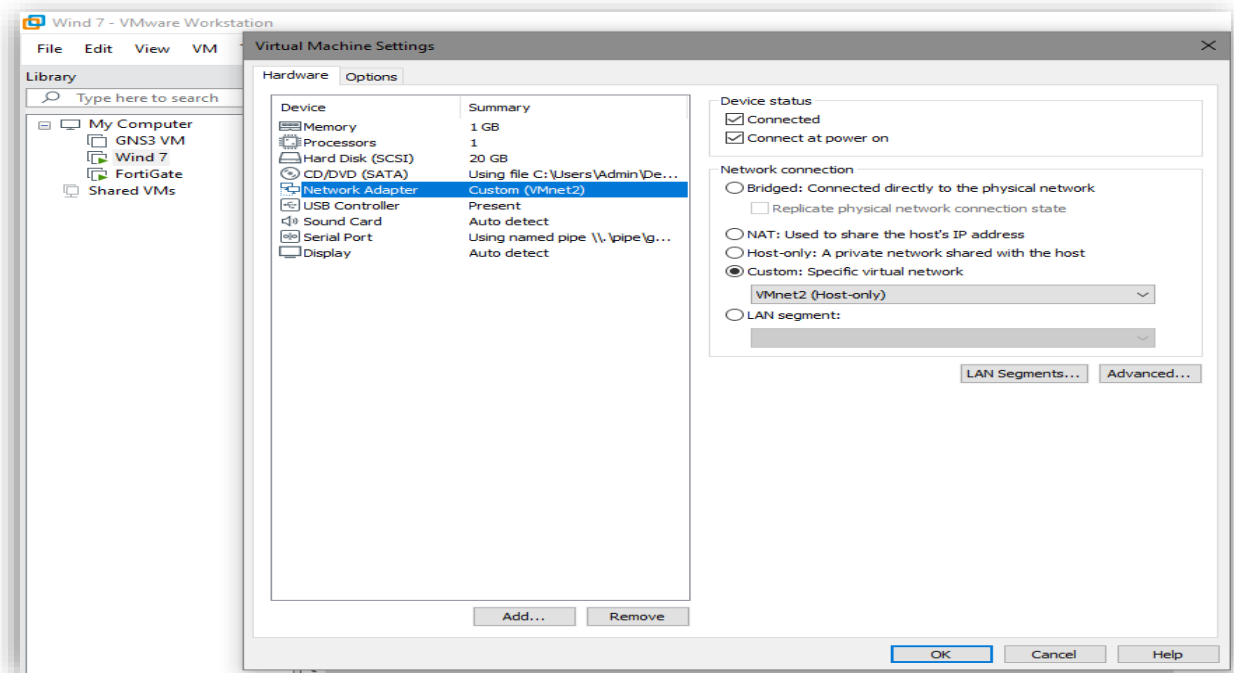 Wind 7 - VMware Workstation
File Edit View VM
Virtual Machine Settings
Library
Type here to search
My Computer
GNS3 VM
Wind 7
FortiGate
Shared VMs
Hardware Options
Device Summary
Memory 1 GB
Processors 1
Hard Disk (SCSI) 20 GB
CD/DVD (SATA) Using file C:\Users\Admin\De...
Network Adapter Custom (VMnet2)
USB Controller Present
Sound Card Auto detect
Serial Port Using named pipe \\.\pipe\g...
Display Auto detect
Add... Remove
Device status
Connected
Connect at power on
Network connection
Bridged: Connected directly to the physical network
Replicate physical network connection state
NAT: Used to share the host's IP address
Host-only: A private network shared with the host
Custom: Specific virtual network
VMnet2 (Host-only)
LAN segment:
LAN Segments... Advanced...
OK Cancel Help